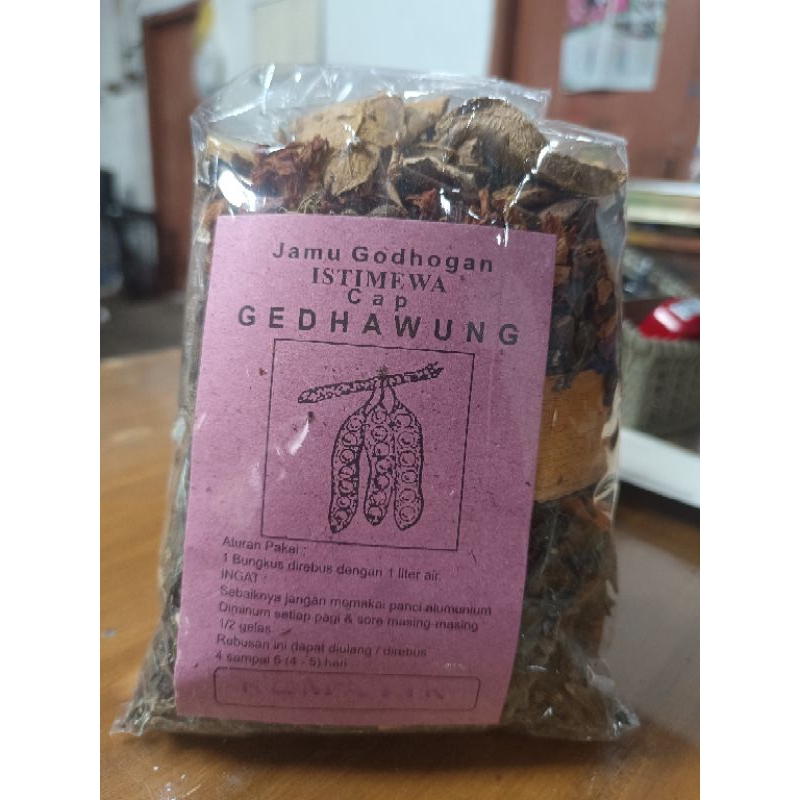 Jamu Godhogan
ISTIMEWA
Cap
GEDHAWUNG
Aturan Pakai :
1 Bungkus direbus dengan 1 liter air.
INGAT :
Sebaiknya jangan memakai panci alumunium
Diminum setiap pagi & sore masing-masing
1/2 gelas
Rebusan ini dapat diulang / direbus
4 sampai 5 (4 - 5) hari